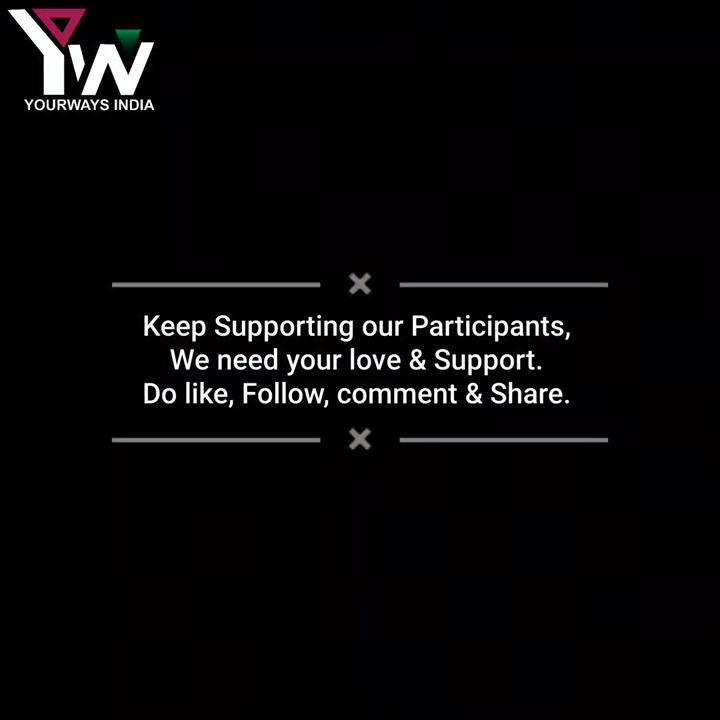 YW
YOURWAYS INDIA
Keep Supporting our Participants,
We need your love & Support.
Do like, Follow, comment & Share.